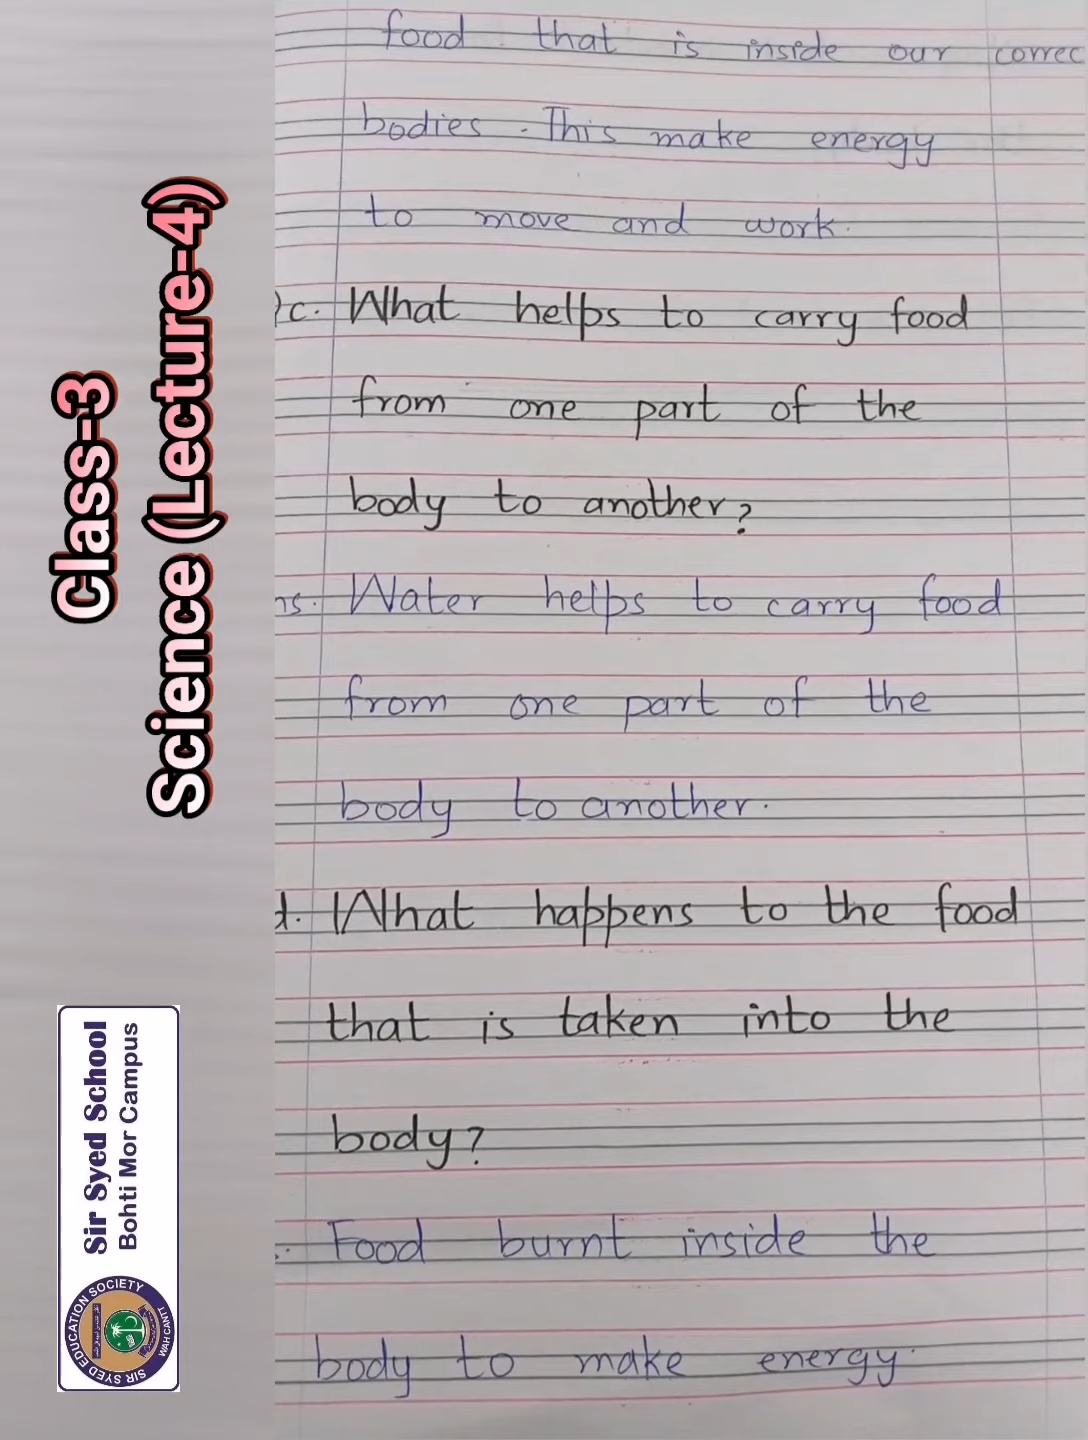 food that is inside our correc
bodies. This make energy
to move and work.
c. What helps to carry food
from one part of the
body to another?
ns. Water helps to carry food
from one part of the
body to another.
d. What happens to the food
that is taken into the
body?
Food burnt inside the
body to make energy.
Class-3
Science (Lecture-4)
Sir Syed School
Bohti Mor Campus
SIR SYED EDUCATION SOCIETY
WAH CANTT